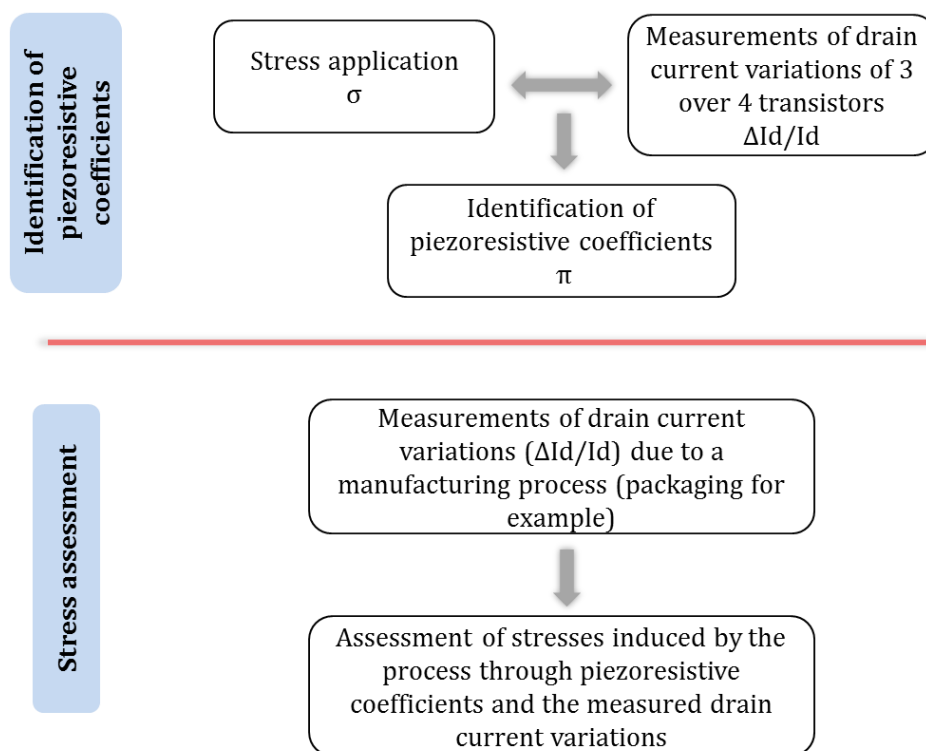 Identification of
piezoresistive
coefficients
Stress application
σ
Measurements of drain
current variations of 3
over 4 transistors
ΔId/Id
Identification of
piezoresistive coefficients
π
Stress assessment
Measurements of drain current
variations (ΔId/Id) due to a
manufacturing process (packaging for
example)
Assessment of stresses induced by the
process through piezoresistive
coefficients and the measured drain
current variations